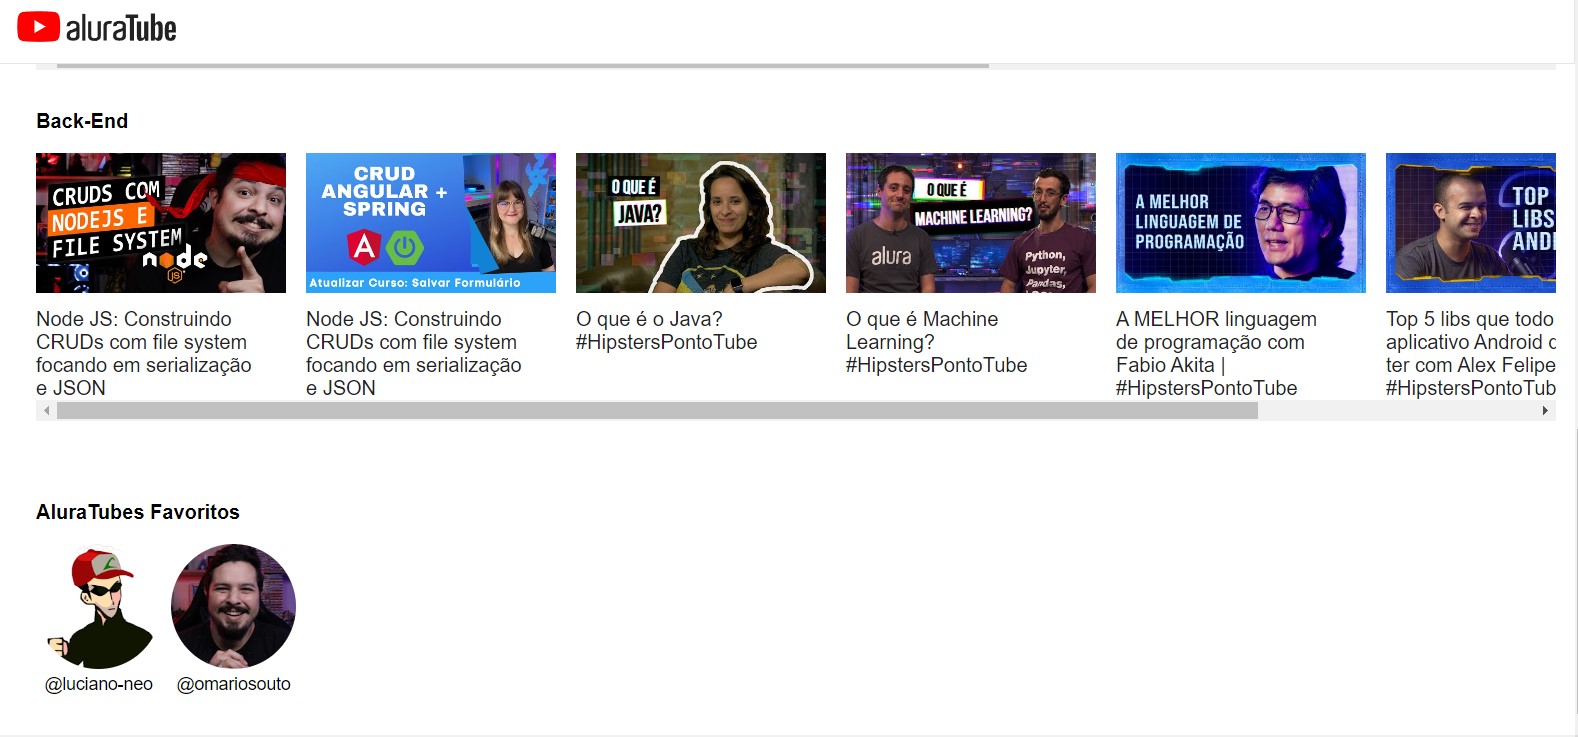 aluraTube
Back-End
CRUDS COM
NODEJS E
FILE SYSTEM
node
JS
CRUD
ANGULAR +
SPRING
A
Atualizar Curso: Salvar Formulário
O QUE É
JAVA?
O QUE É
MACHINE LEARNING?
alura
Python,
Jupyter,
Pandas,
A MELHOR
LINGUAGEM DE
PROGRAMAÇÃO
TOP
LIBS
Node JS: Construindo
CRUDs com file system
focando em serialização
e JSON
Node JS: Construindo
CRUDs com file system
focando em serialização
e JSON
O que é o Java?
#HipstersPontoTube
O que é Machine
Learning?
#HipstersPontoTube
A MELHOR linguagem
de programação com
Fabio Akita |
#HipstersPontoTube
Top 5 libs que todo
aplicativo Android
ter com Alex Felipe
#HipstersPontoTub
AluraTubes Favoritos
@luciano-neo
@omariosouto